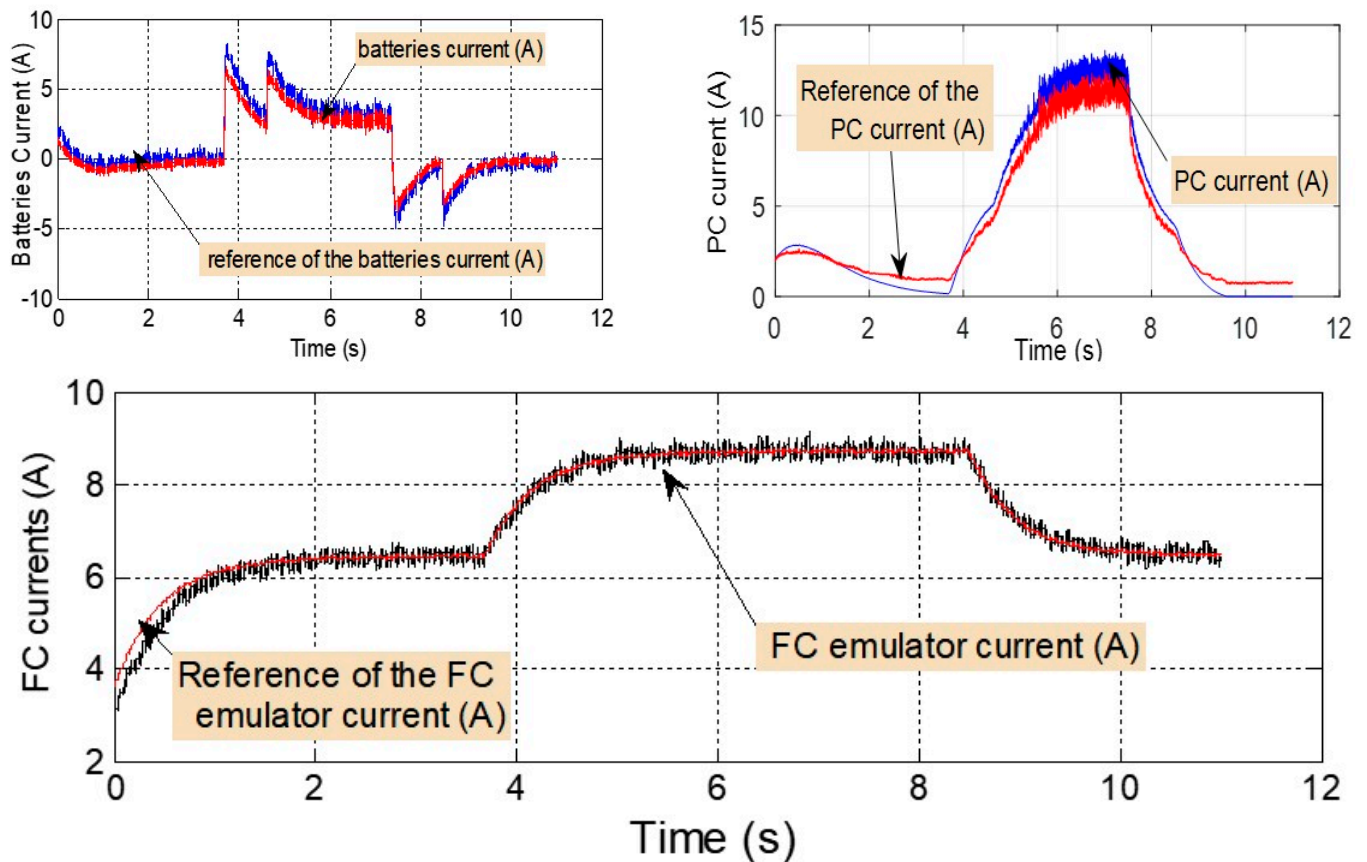 Batteries Current (A)
10
5
0
-5
-10
batteries current (A)
reference of the batteries current (A)
0 2 4 6 8 10 12
Time (s)
PC current (A)
15
10
5
0
Reference of the
PC current (A)
PC current (A)
0 2 4 6 8 10 12
Time (s)
FC currents (A)
10
8
6
4
2
Reference of the FC
emulator current (A)
FC emulator current (A)
0 2 4 6 8 10 12
Time (s)